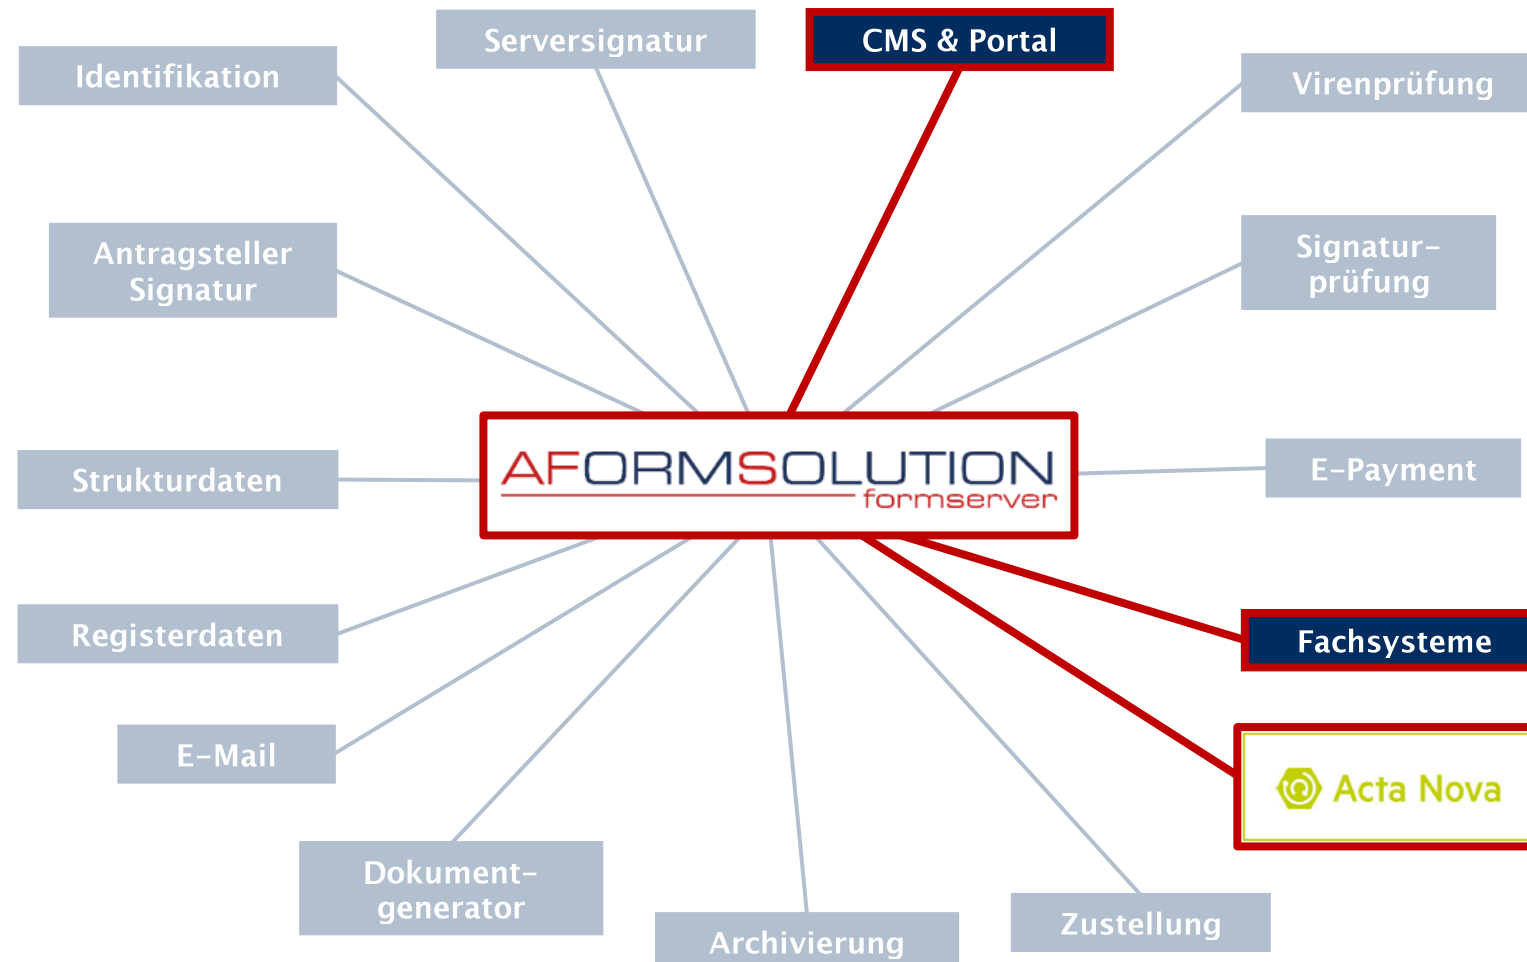 Serversignatur
CMS & Portal
Identifikation
Virenprüfung
Antragsteller
Signatur
Signatur-
prüfung
AFORMSOLUTION
formserver
Strukturdaten
E-Payment
Registerdaten
Fachsysteme
E-Mail
Acta Nova
Dokument-
generator
Archivierung
Zustellung